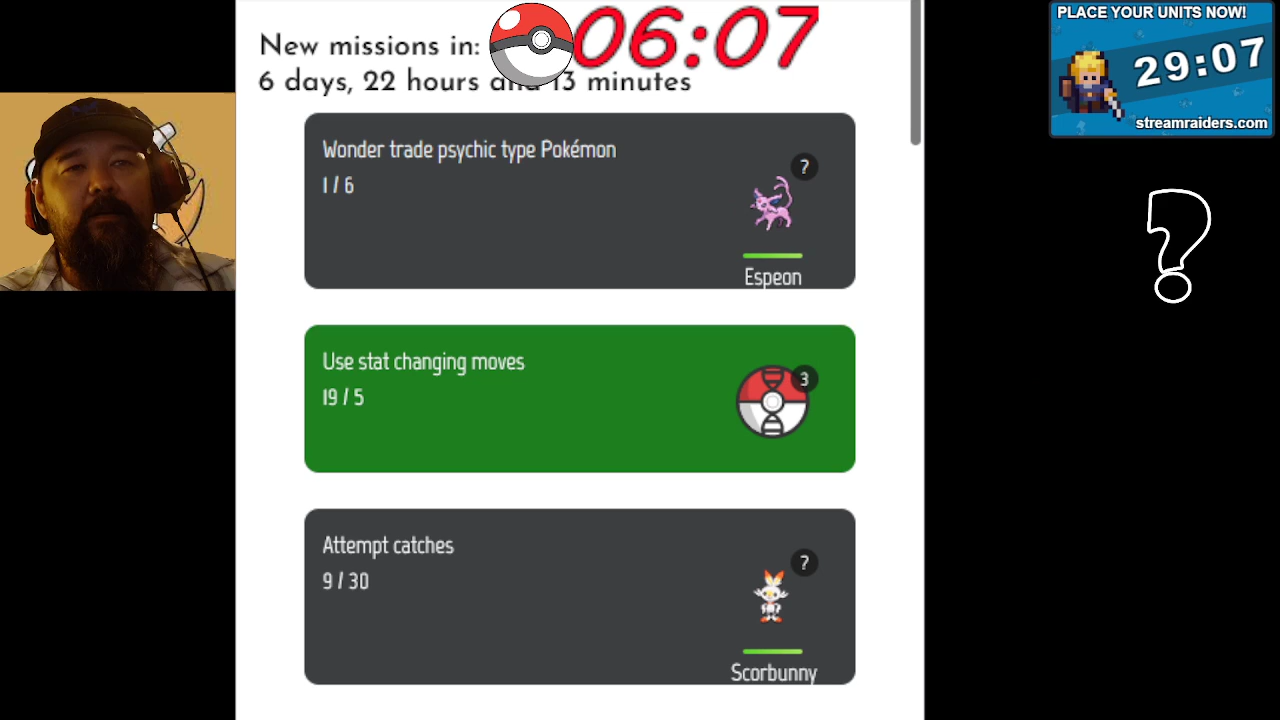 New missions in:
06:07
6 days, 22 hours and 13 minutes
PLACE YOUR UNITS NOW!
29:07
streamraiders.com
Wonder trade psychic type Pokémon
1 / 6
?
Espeon
Use stat changing moves
19 / 5
3
Attempt catches
9 / 30
?
Scorbunny
?